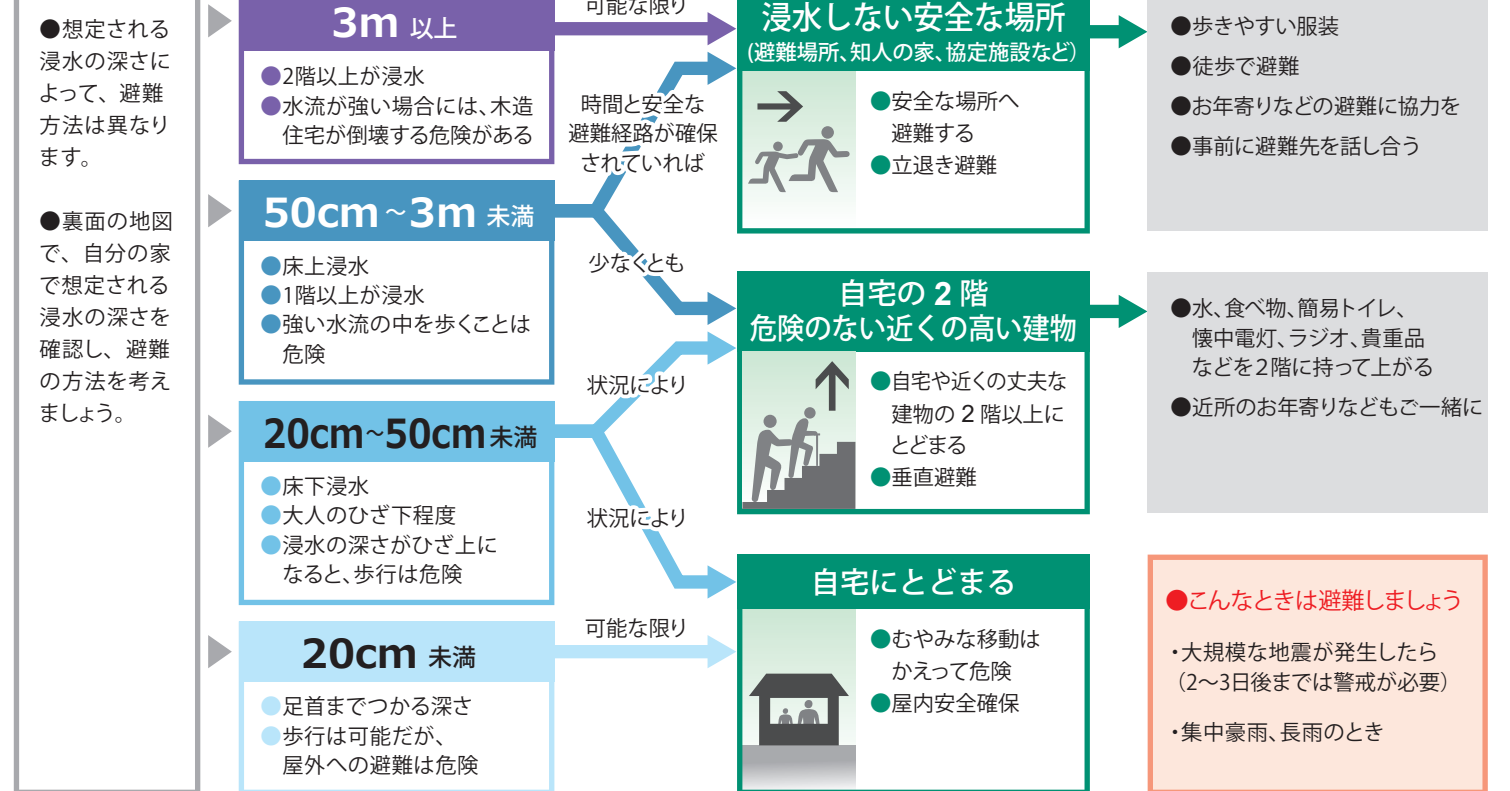 ●想定される
浸水の深さに
よって、避難
方法は異なり
ます。
●裏面の地図
で、自分の家
で想定される
浸水の深さを
確認し、避難
の方法を考え
ましょう。
3m 以上
●2階以上が浸水
●水流が強い場合には、木造
住宅が倒壊する危険がある
50cm～3m 未満
●床上浸水
●1階以上が浸水
●強い水流の中を歩くことは
危険
20cm～50cm未満
●床下浸水
●大人のひざ下程度
●浸水の深さがひざ上に
なると、歩行は危険
20cm 未満
●足首までつかる深さ
●歩行は可能だが、
屋外への避難は危険
可能な限り
時間と安全な
避難経路が確保
されていれば
少なくとも
状況により
状況により
可能な限り
浸水しない安全な場所
(避難場所、知人の家、協定施設など)
●安全な場所へ
避難する
●立退き避難
自宅の 2 階
危険のない近くの高い建物
●自宅や近くの丈夫な
建物の 2 階以上に
とどまる
●垂直避難
自宅にとどまる
●むやみな移動は
かえって危険
●屋内安全確保
●歩きやすい服装
●徒歩で避難
●お年寄りなどの避難に協力を
●事前に避難先を話し合う
●水、食べ物、簡易トイレ、
懐中電灯、ラジオ、貴重品
などを2階に持って上がる
●近所のお年寄りなどもご一緒に
●こんなときは避難しましょう
・大規模な地震が発生したら
（2～3日後までは警戒が必要）
・集中豪雨、長雨のとき